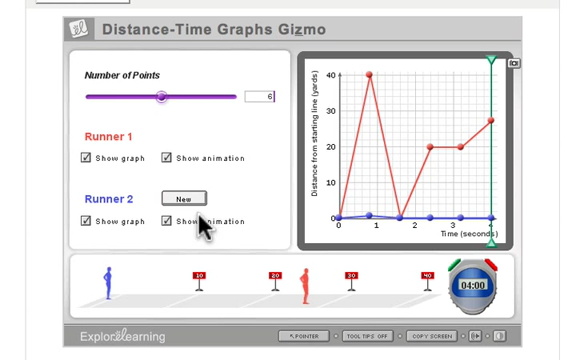 Distance-Time Graphs Gizmo
Number of Points
6
Runner 1
Show graph
Show animation
Runner 2
New
Show graph
Show animation
Distance from starting line (yards)
40
30
20
10
0
0
1
2
3
4
Time (seconds)
10
20
30
40
04:00
ExploreLearning
POINTER
TOOL TIPS OFF
COPY SCREEN